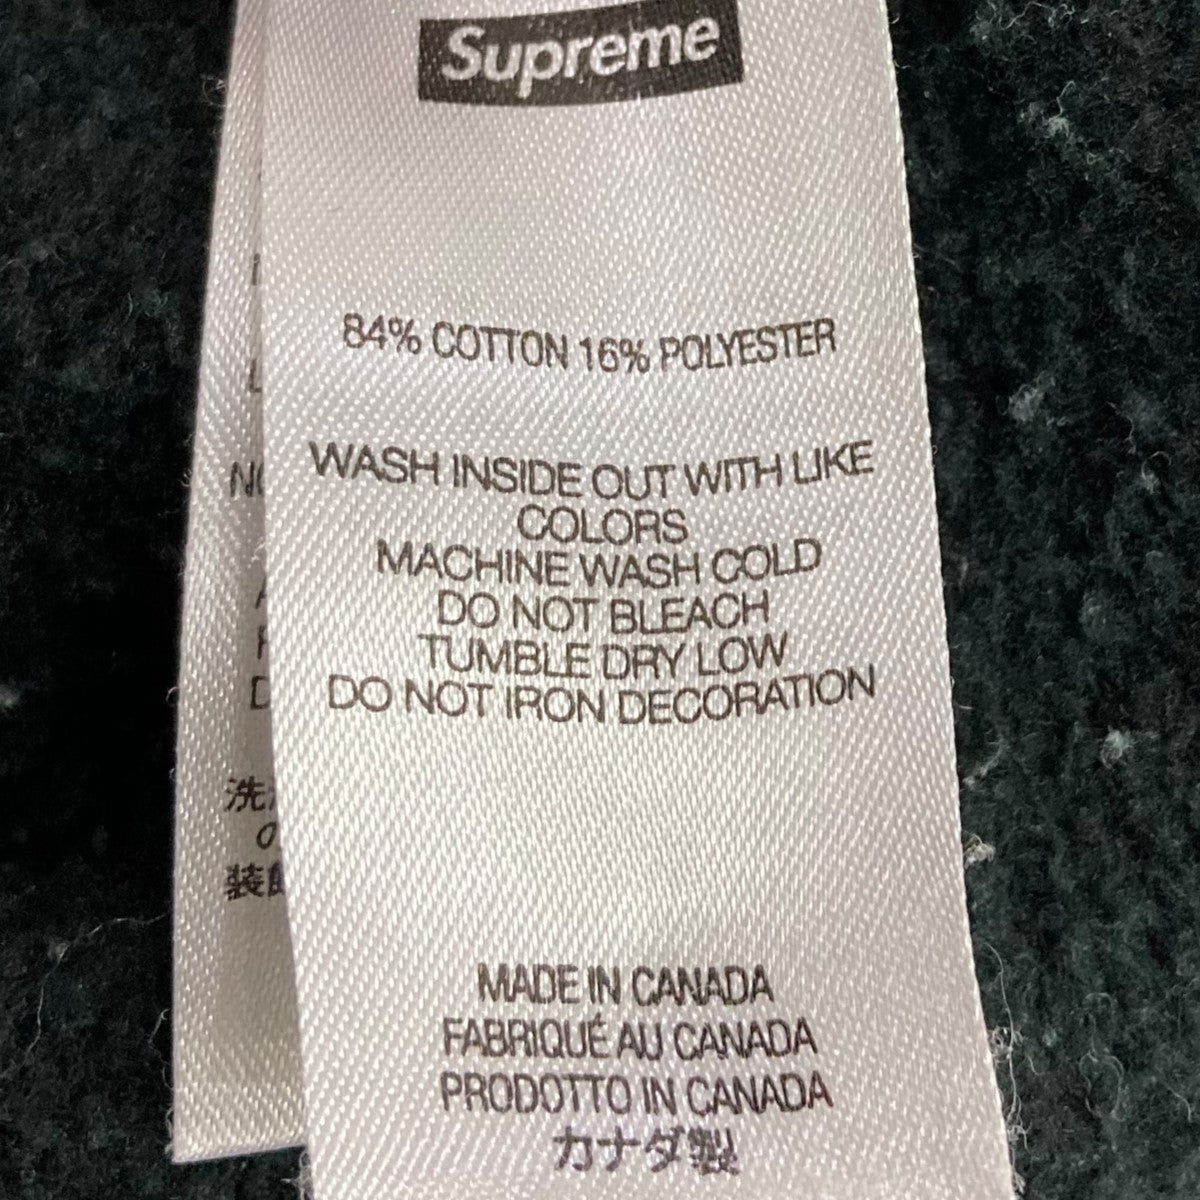 Supreme
84% COTTON 16% POLYESTER
WASH INSIDE OUT WITH LIKE
COLORS
MACHINE WASH COLD
DO NOT BLEACH
TUMBLE DRY LOW
DO NOT IRON DECORATION
MADE IN CANADA
FABRIQUÉ AU CANADA
PRODOTTO IN CANADA
カナダ製